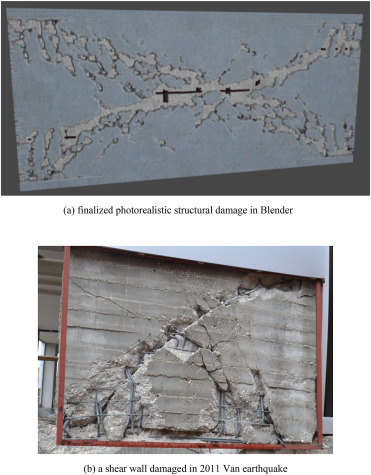 (a) finalized photorealistic structural damage in Blender
(b) a shear wall damaged in 2011 Van earthquake